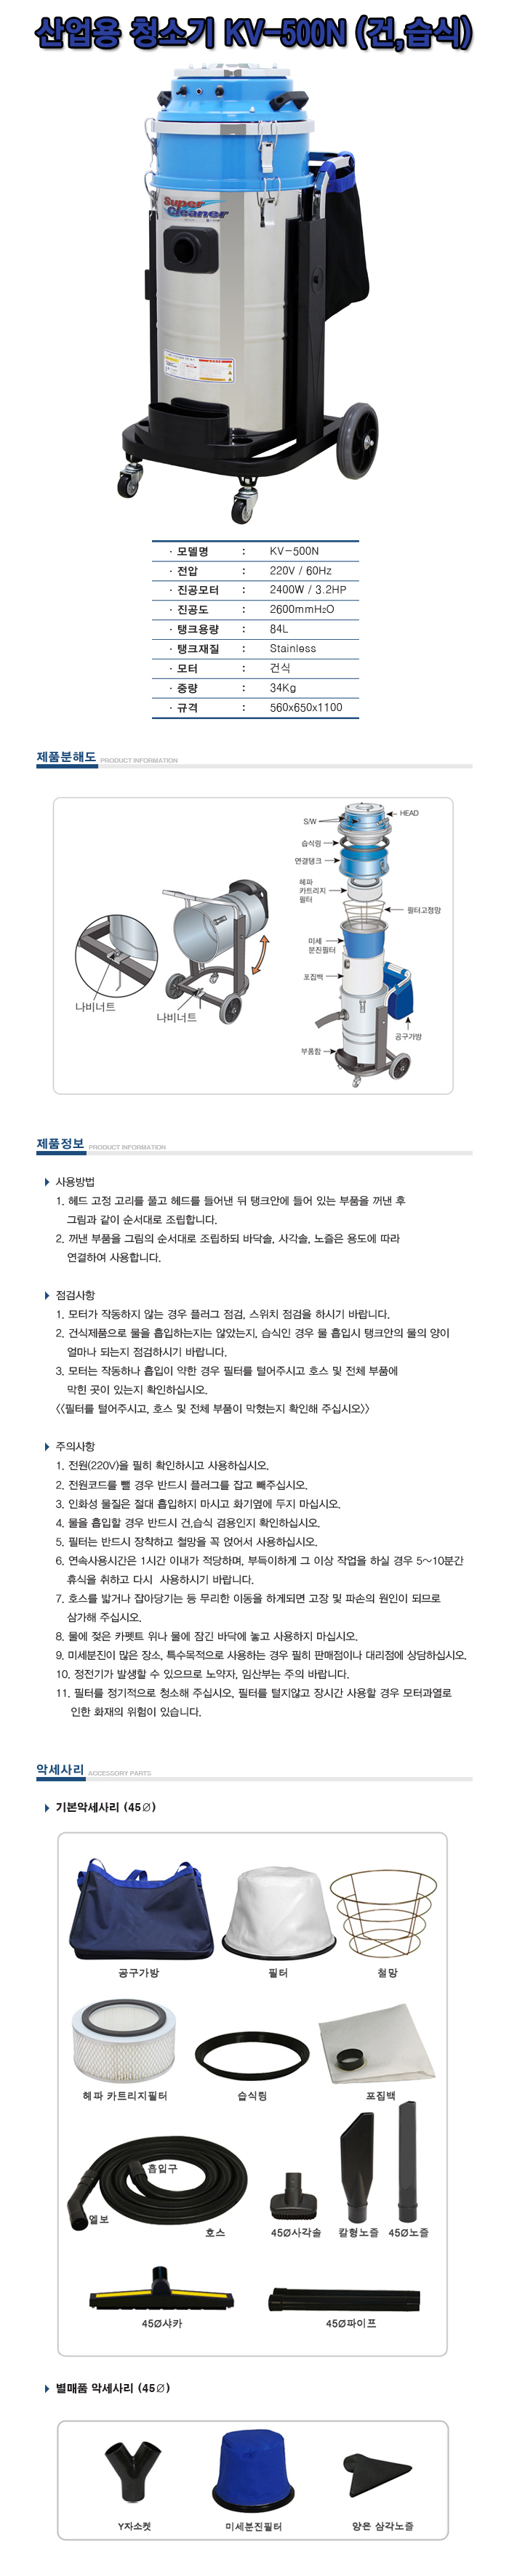 산업용 청소기 KV-500N (건,습식)
Super
Cleaner
· 모델명 : KV-500N
· 전압 : 220V / 60Hz
· 진공모터 : 2400W / 3.2HP
· 진공도 : 2600mmH₂O
· 탱크용량 : 84L
· 탱크재질 : Stainless
· 모터 : 건식
· 중량 : 34Kg
· 규격 : 560x650x1100
제품분해도 PRODUCT INFORMATION
나비너트
나비너트
S/W
HEAD
습식링
연결탱크
헤파
카트리지
필터
필터고정망
미세
분진필터
포집백
공구가방
부품함
제품정보 PRODUCT INFORMATION
사용방법
1. 헤드 고정 고리를 풀고 헤드를 들어낸 뒤 탱크안에 들어 있는 부품을 꺼낸 후
그림과 같이 순서대로 조립합니다.
2. 꺼낸 부품을 그림의 순서대로 조립하되 바닥솔, 사각솔, 노즐은 용도에 따라
연결하여 사용합니다.
점검사항
1. 모터가 작동하지 않는 경우 플러그 점검, 스위치 점검을 하시기 바랍니다.
2. 건식제품으로 물을 흡입하는지는 않았는지, 습식인 경우 물 흡입시 탱크안의 물의 양이
얼마나 되는지 점검하시기 바랍니다.
3. 모터는 작동하나 흡입이 약한 경우 필터를 털어주시고 호스 및 전체 부품에
막힌 곳이 있는지 확인하십시오.
<<필터를 털어주시고, 호스 및 전체 부품이 막혔는지 확인해 주십시오>>
주의사항
1. 전원(220V)을 필히 확인하시고 사용하십시오.
2. 전원코드를 뺄 경우 반드시 플러그를 잡고 빼주십시오.
3. 인화성 물질은 절대 흡입하지 마시고 화기옆에 두지 마십시오.
4. 물을 흡입할 경우 반드시 건,습식 겸용인지 확인하십시오.
5. 필터는 반드시 장착하고 철망을 꼭 얹어서 사용하십시오.
6. 연속사용시간은 1시간 이내가 적당하며, 부득이하게 그 이상 작업을 하실 경우 5~10분간
휴식을 취하고 다시 사용하시기 바랍니다.
7. 호스를 밟거나 잡아당기는 등 무리한 이동을 하게되면 고장 및 파손의 원인이 되므로
삼가해 주십시오.
8. 물에 젖은 카펫트 위나 물에 잠긴 바닥에 놓고 사용하지 마십시오.
9. 미세분진이 많은 장소, 특수목적으로 사용하는 경우 필히 판매점이나 대리점에 상담하십시오.
10. 정전기가 발생할 수 있으므로 노약자, 임산부는 주의 바랍니다.
11. 필터를 정기적으로 청소해 주십시오, 필터를 털지않고 장시간 사용할 경우 모터과열로
인한 화재의 위험이 있습니다.
악세사리 ACCESSORY PARTS
기본악세사리 (45Ø)
공구가방
필터
철망
헤파 카트리지필터
습식링
포집백
흡입구
엘보
호스
45Ø사각솔
칼형노즐
45Ø노즐
45Ø샤카
45Ø파이프
별매품 악세사리 (45Ø)
Y자소켓
미세분진필터
양은 삼각노즐